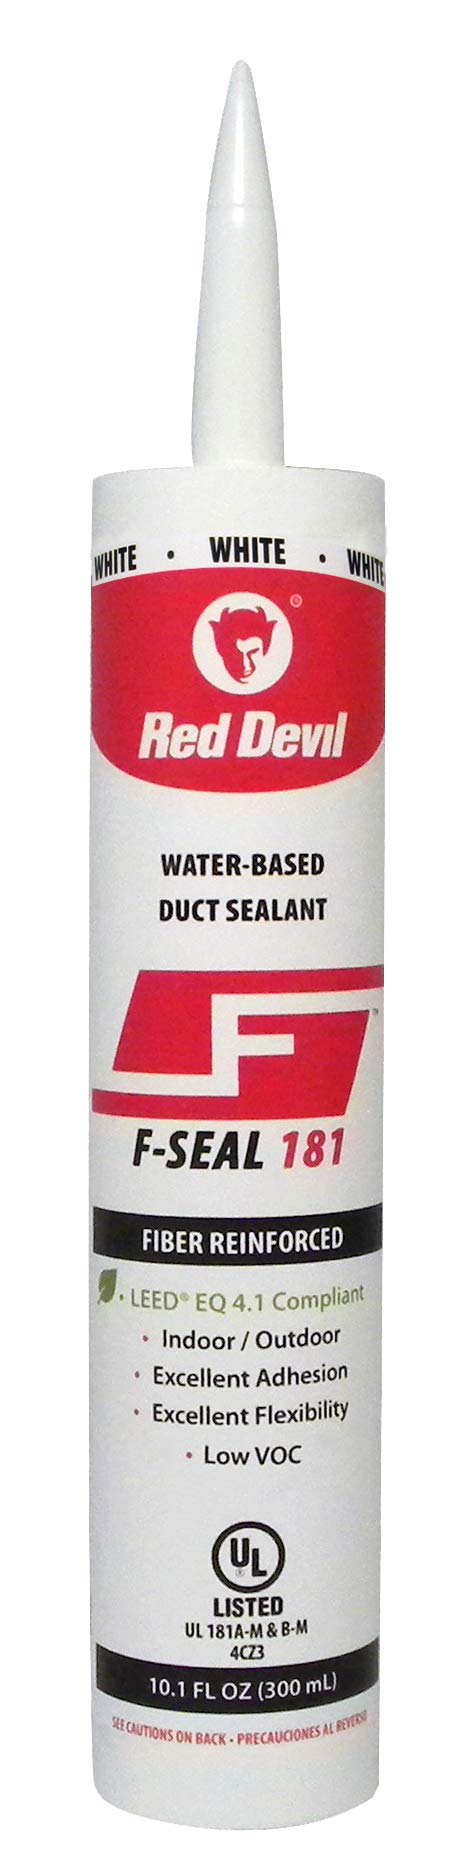 WHITE • WHITE • WHITE
®
Red Devil
WATER-BASED
DUCT SEALANT
F™
F-SEAL 181
FIBER REINFORCED
• LEED® EQ 4.1 Compliant
• Indoor / Outdoor
• Excellent Adhesion
• Excellent Flexibility
• Low VOC
UL®
LISTED
UL 181A-M & B-M
4CZ3
10.1 FL OZ (300 mL)
SEE CAUTIONS ON BACK • PRECAUCIONES AL REVERSO